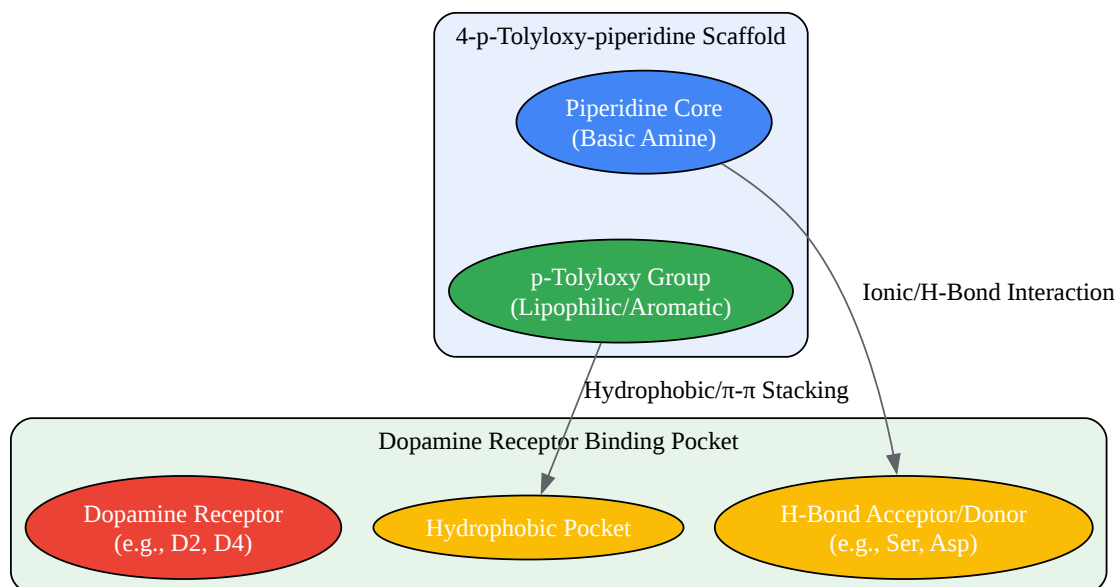 4-p-Tolyloxy-piperidine Scaffold
Piperidine Core
(Basic Amine)
p-Tolyloxy Group
(Lipophilic/Aromatic)
Ionic/H-Bond Interaction
Hydrophobic/π-π Stacking
Dopamine Receptor Binding Pocket
Dopamine Receptor
(e.g., D2, D4)
Hydrophobic Pocket
H-Bond Acceptor/Donor
(e.g., Ser, Asp)